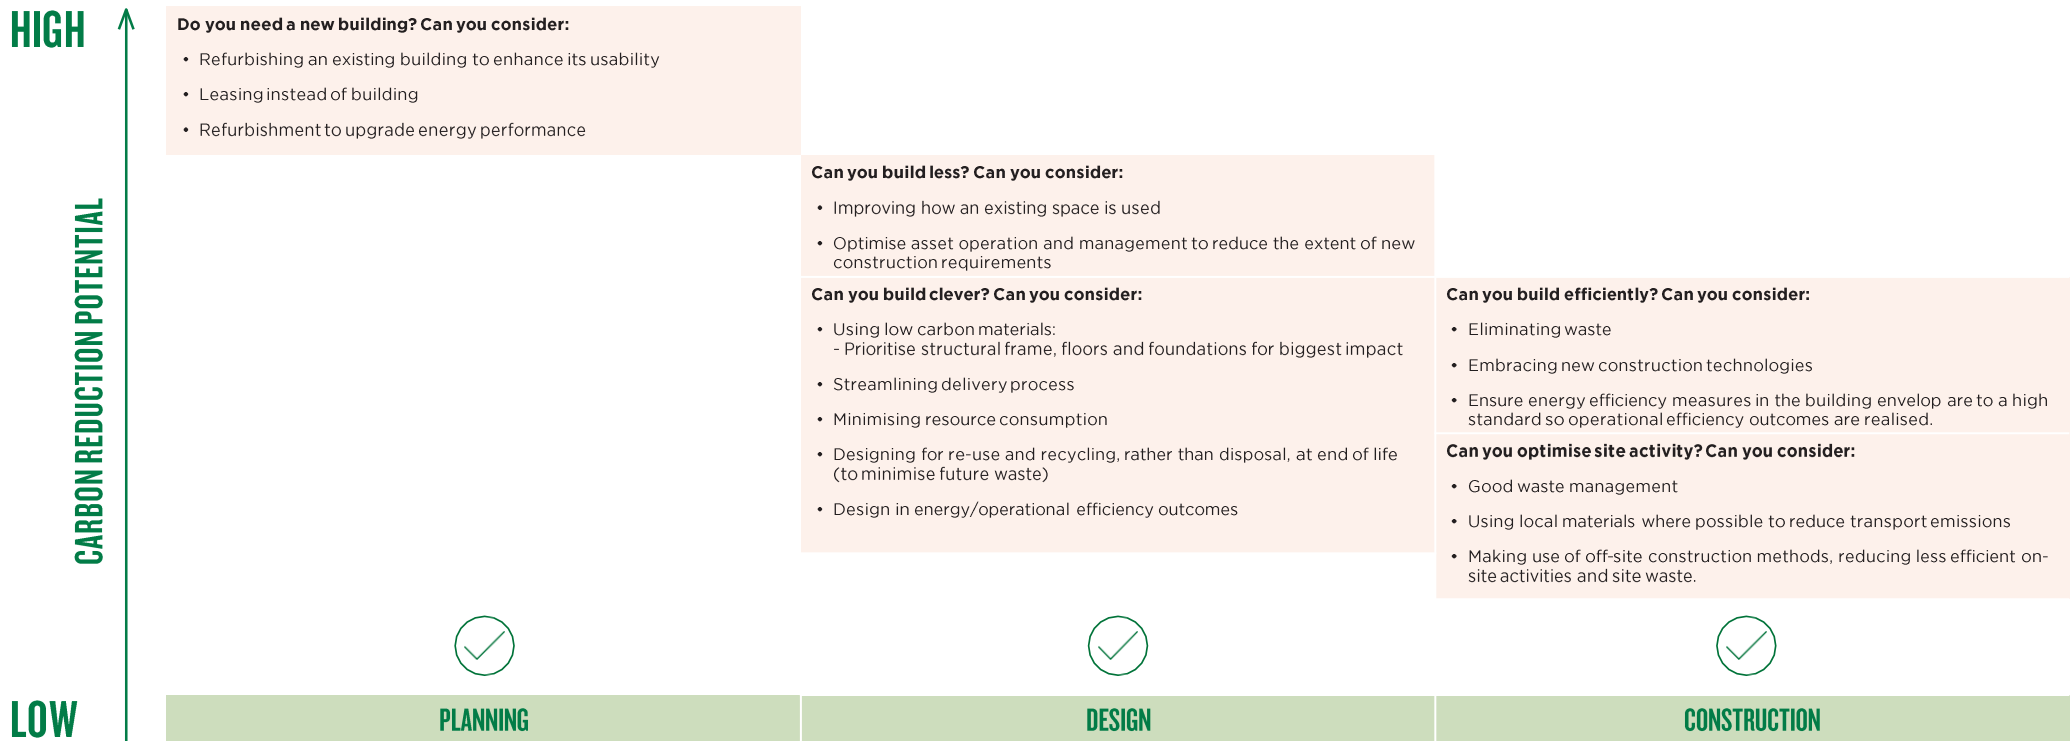 HIGH
CARBON REDUCTION POTENTIAL
LOW
Do you need a new building? Can you consider:
• Refurbishing an existing building to enhance its usability
• Leasing instead of building
• Refurbishment to upgrade energy performance
Can you build less? Can you consider:
• Improving how an existing space is used
• Optimise asset operation and management to reduce the extent of new
construction requirements
Can you build clever? Can you consider:
• Using low carbon materials:
- Prioritise structural frame, floors and foundations for biggest impact
• Streamlining delivery process
• Minimising resource consumption
• Designing for re-use and recycling, rather than disposal, at end of life
(to minimise future waste)
• Design in energy/operational efficiency outcomes
Can you build efficiently? Can you consider:
• Eliminating waste
• Embracing new construction technologies
• Ensure energy efficiency measures in the building envelop are to a high
standard so operational efficiency outcomes are realised.
Can you optimise site activity? Can you consider:
• Good waste management
• Using local materials where possible to reduce transport emissions
• Making use of off-site construction methods, reducing less efficient on-
site activities and site waste.
PLANNING
DESIGN
CONSTRUCTION